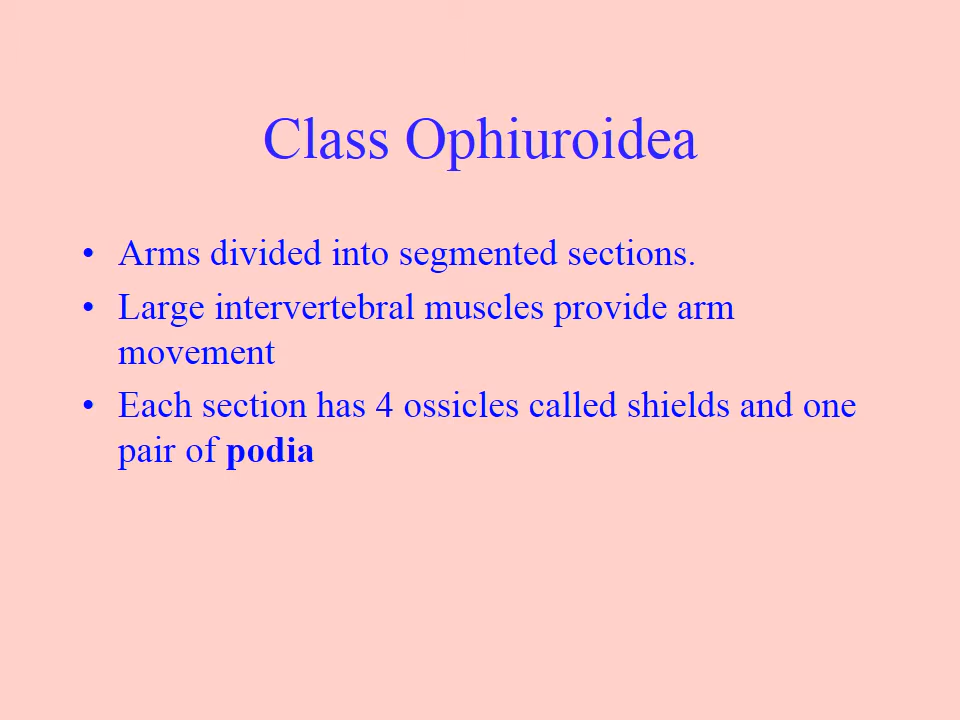 Class Ophiuroidea
• Arms divided into segmented sections.
• Large intervertebral muscles provide arm
movement
• Each section has 4 ossicles called shields and one
pair of podia